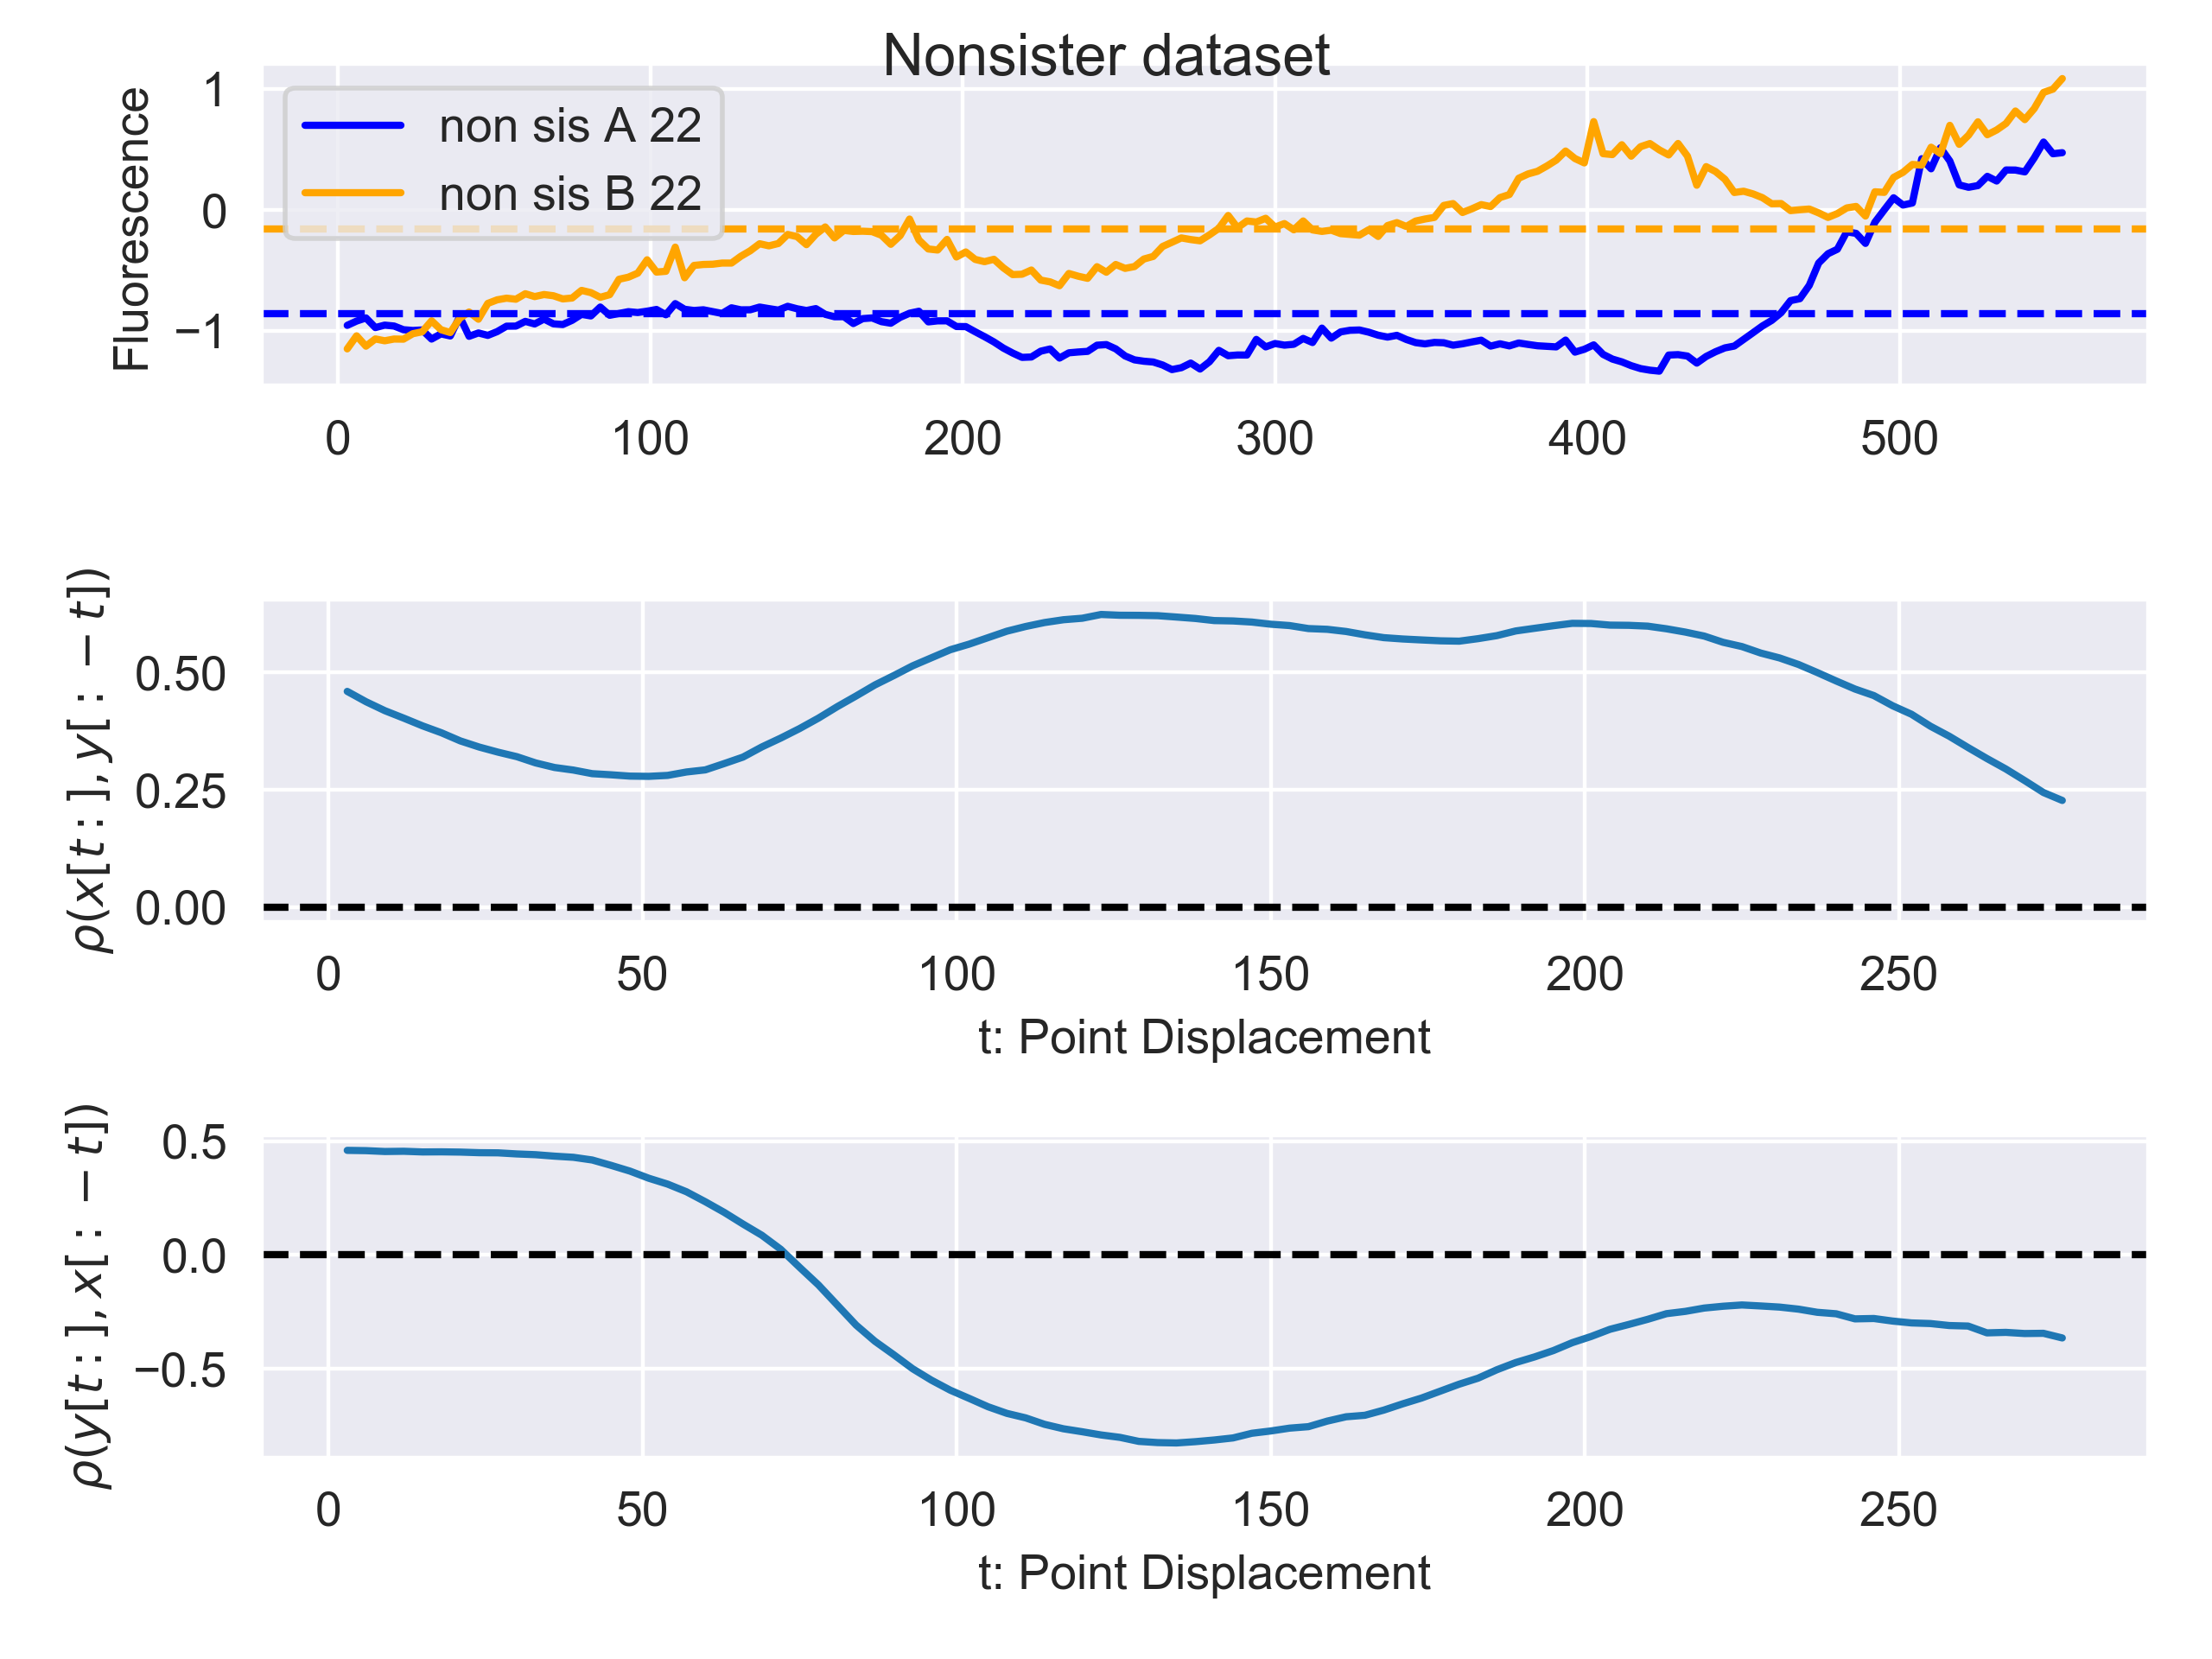 Nonsister dataset
Fluorescence
1
0
−1
non sis A 22
non sis B 22
0 100 200 300 400 500
ρ(x[t:], y[: − t])
0.50
0.25
0.00
0 50 100 150 200 250
t: Point Displacement
ρ(y[t:], x[: − t])
0.5
0.0
−0.5
0 50 100 150 200 250
t: Point Displacement